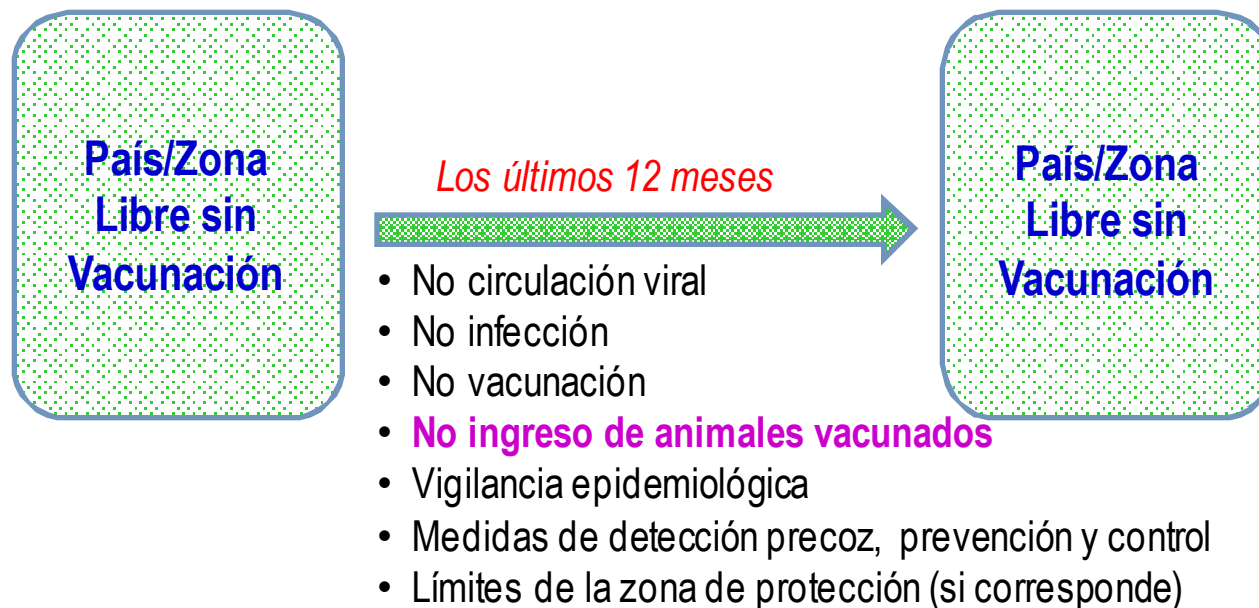 País/Zona
Libre sin
Vacunación
Los últimos 12 meses
• No circulación viral
• No infección
• No vacunación
• No ingreso de animales vacunados
• Vigilancia epidemiológica
• Medidas de detección precoz, prevención y control
• Límites de la zona de protección (si corresponde)
País/Zona
Libre sin
Vacunación